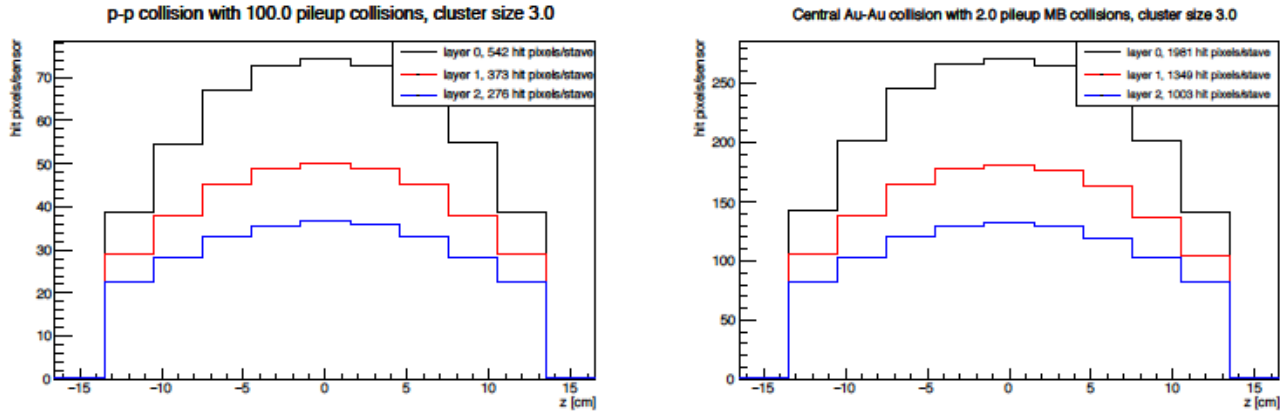 p-p collision with 100.0 pileup collisions, cluster size 3.0
hit pixels/sensor
layer 0, 542 hit pixels/stave
layer 1, 373 hit pixels/stave
layer 2, 276 hit pixels/stave
70
60
50
40
30
20
10
0
−15
−10
−5
0
5
10
15
z [cm]
Central Au-Au collision with 2.0 pileup MB collisions, cluster size 3.0
hit pixels/sensor
layer 0, 1981 hit pixels/stave
layer 1, 1349 hit pixels/stave
layer 2, 1003 hit pixels/stave
250
200
150
100
50
0
−15
−10
−5
0
5
10
15
z [cm]